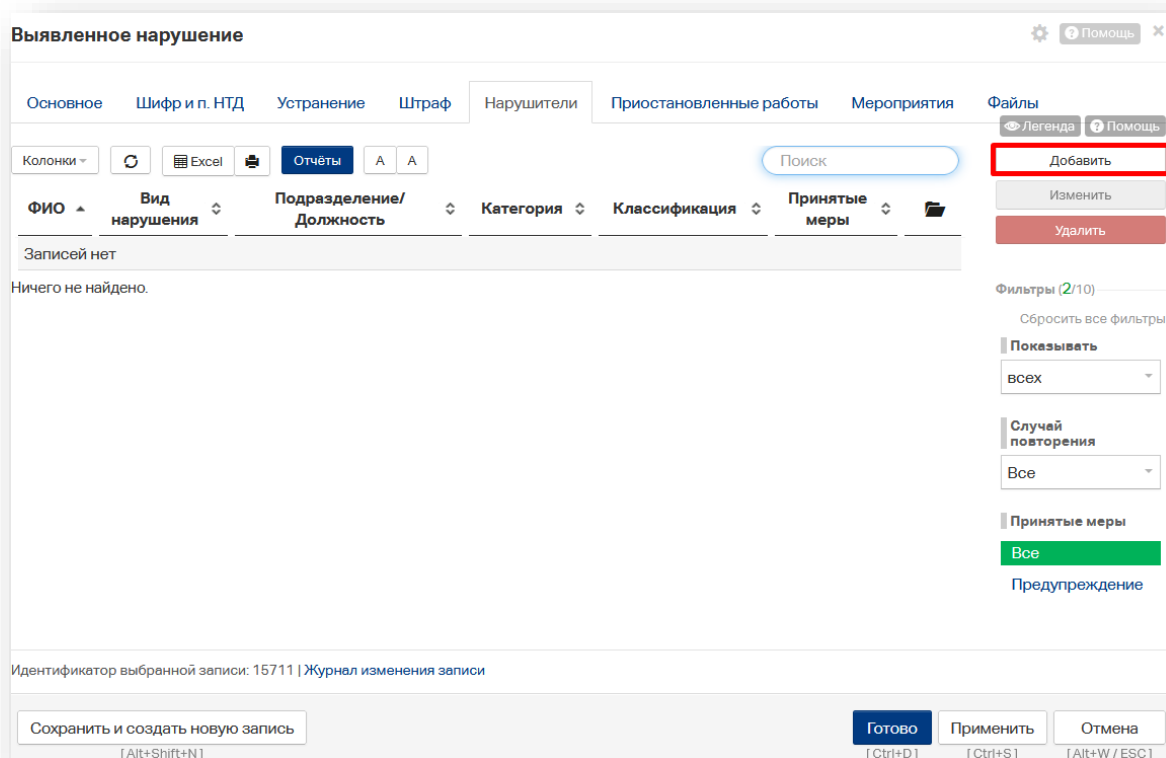 Выявленное нарушение
Помощь
Основное Шифр и п. НТД Устранение Штраф Нарушители Приостановленные работы Мероприятия Файлы
Легенда Помощь
Колонки Excel Отчёты А А Поиск
Добавить
Изменить
Удалить
ФИО Вид нарушения Подразделение/ Должность Категория Классификация Принятые меры
Записей нет
Ничего не найдено.
Фильтры (2/10)
Сбросить все фильтры
Показывать
всех
Случай
повторения
Все
Принятые меры
Все
Предупреждение
Идентификатор выбранной записи: 15711 | Журнал изменения записи
Сохранить и создать новую запись Готово Применить Отмена
[Alt+Shift+N] [Ctrl+D] [Ctrl+S] [Alt+W / ESC]